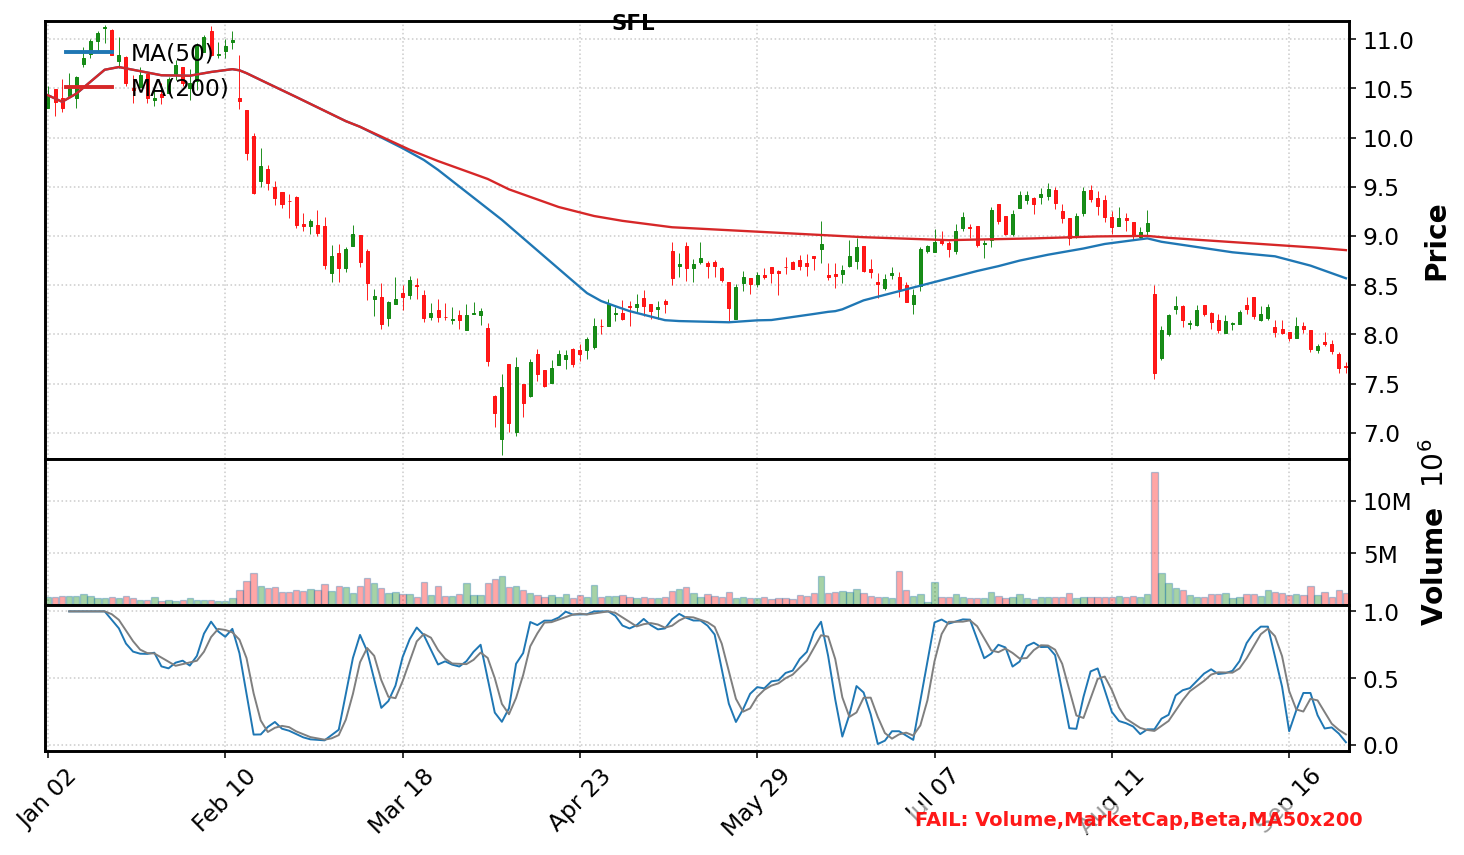 SFL
MA(50)
MA(200)
11.0
10.5
10.0
9.5
9.0
8.5
8.0
7.5
7.0
Price
10M
5M
Volume 10⁶
1.0
0.5
0.0
Jan 02
Feb 10
Mar 18
Apr 23
May 29
Jul 07
Aug 11
Sep 16
FAIL: Volume,MarketCap,Beta,MA50x200